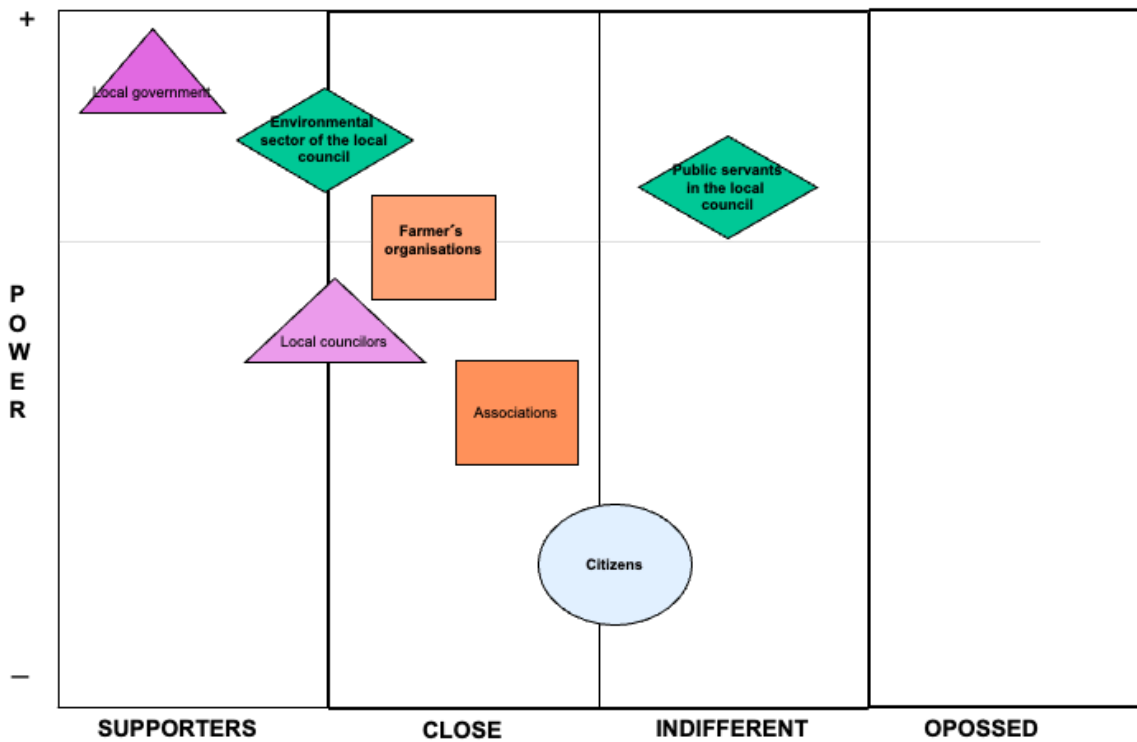 +
Local government
Environmental
sector of the local
council
Public servants
in the local
council
Farmer´s
organisations
P
O
W
E
R
Local councilors
Associations
Citizens
–
SUPPORTERS
CLOSE
INDIFFERENT
OPOSSED